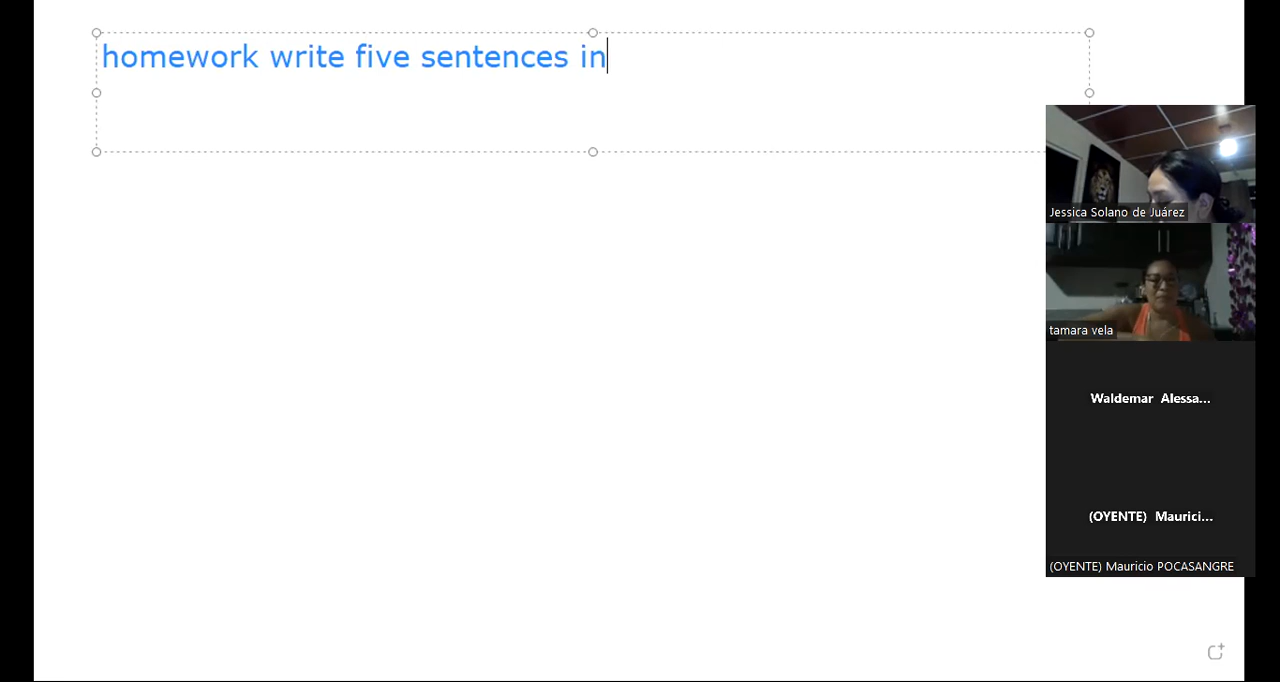 homework write five sentences in
Jessica Solano de Juárez
tamara vela
Waldemar Alessa...
(OYENTE) Maurici...
(OYENTE) Mauricio POCASANGRE